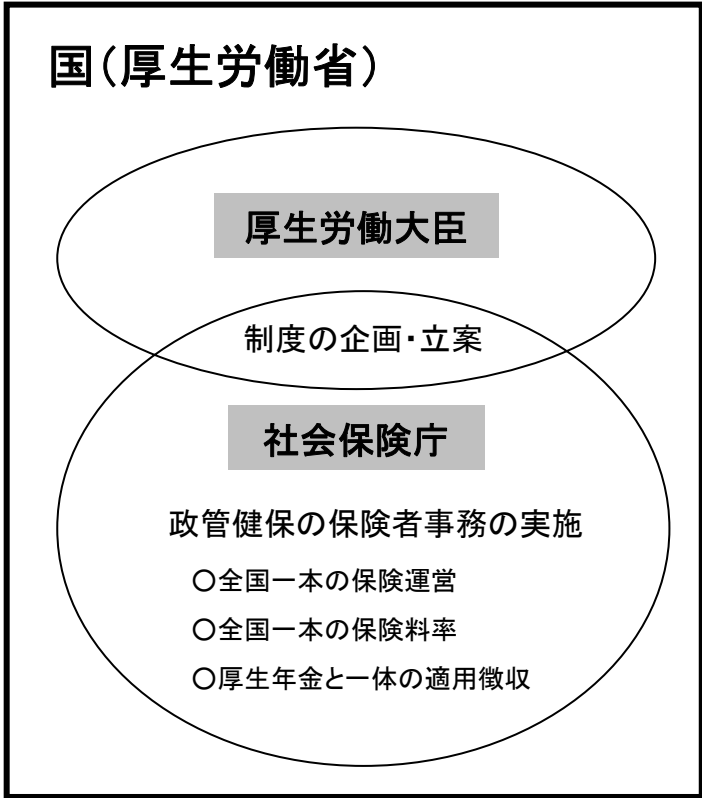 国（厚生労働省）
厚生労働大臣
制度の企画・立案
社会保険庁
政管健保の保険者事務の実施
○全国一本の保険運営
○全国一本の保険料率
○厚生年金と一体の適用徴収